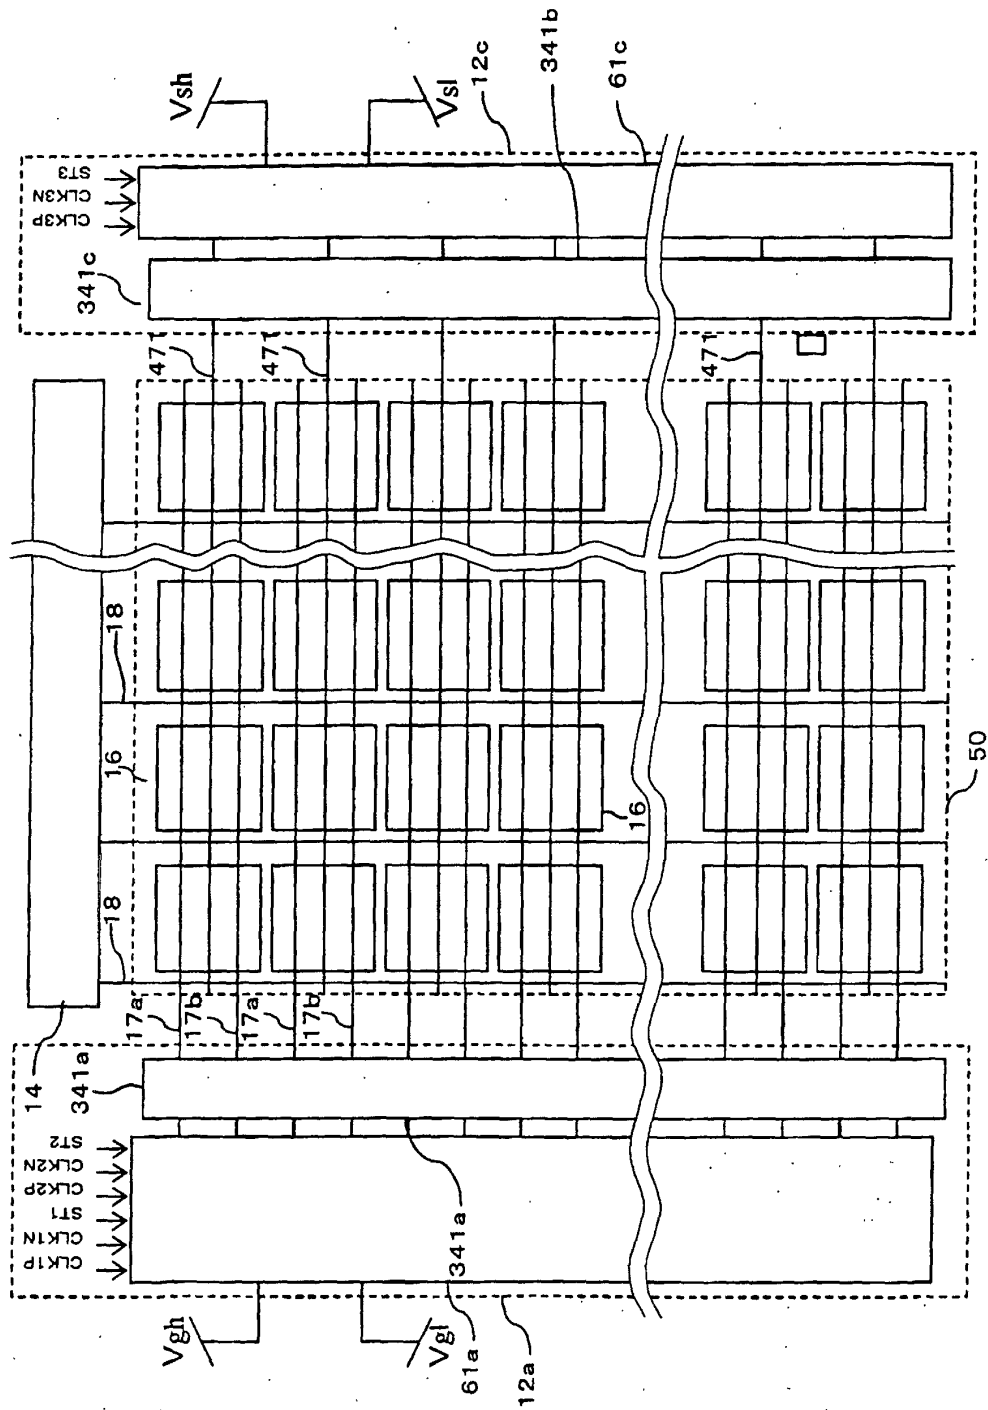 Vsh
Vsl
12c
341b
61c
ST3
CLK3N
CLK3P
341c
471
471
471
18
16
16
18
50
17a
17b
17a
17b
14
341a
ST2
CLK2N
CLK2P
ST1
CLK1N
CLK1P
341a
Vgh
Vgl
61a
12a